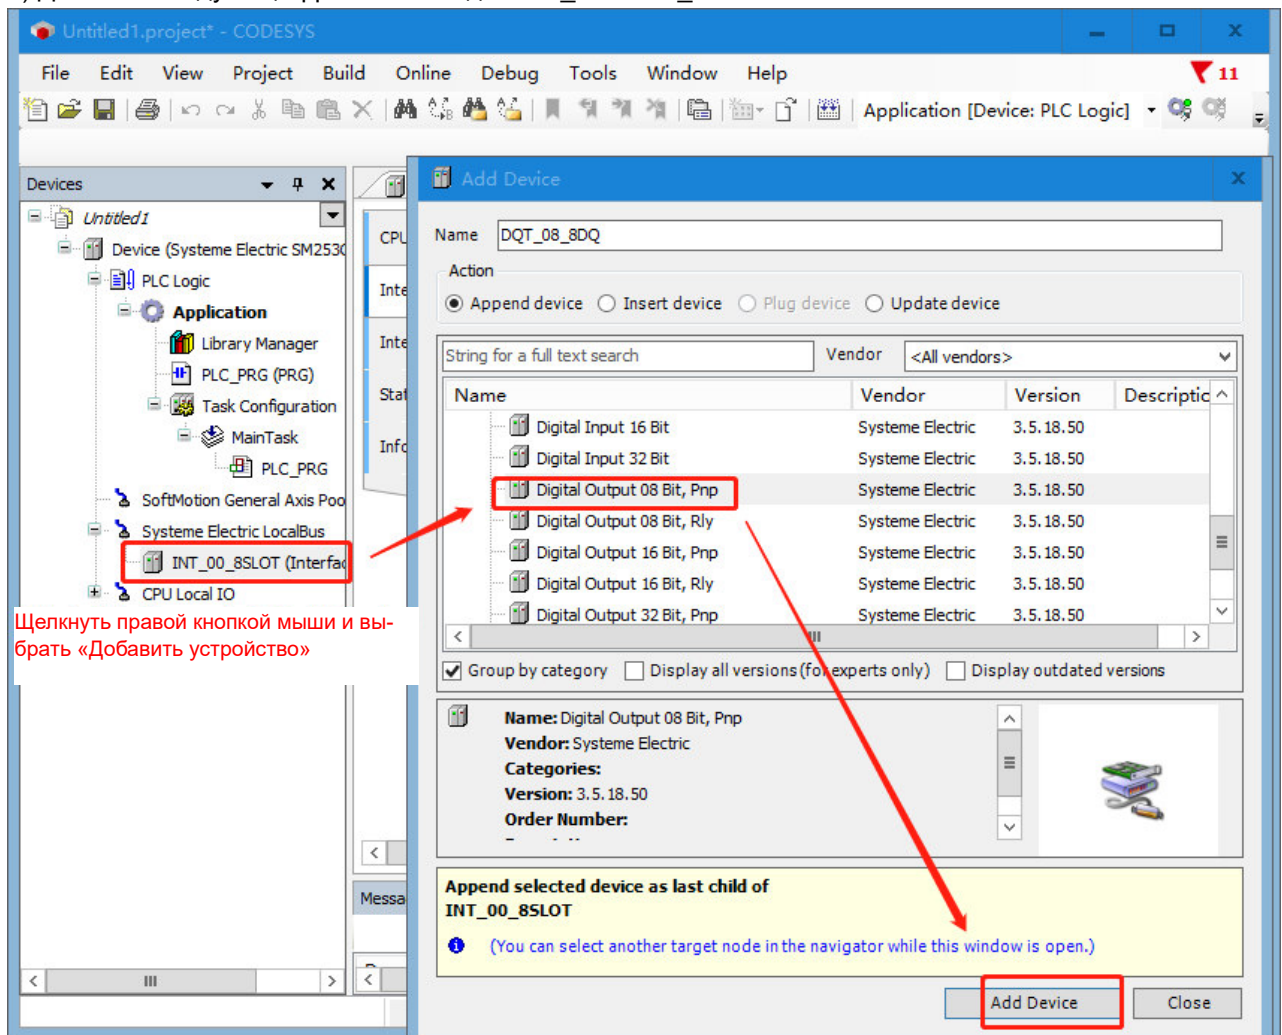 Untitled1.project* - CODESYS
File Edit View Project Build Online Debug Tools Window Help
11
Application [Device: PLC Logic]
Devices
Untitled1
Device (Systeme Electric SM253
PLC Logic
Application
Library Manager
PLC_PRG (PRG)
Task Configuration
MainTask
PLC_PRG
SoftMotion General Axis Poo
Systeme Electric LocalBus
INT_00_8SLOT (Interfac
CPU Local IO
Щелкнуть правой кнопкой мыши и вы-
брать «Добавить устройство»
CPU
Inte
Inte
Stat
Info
Messa
Add Device
Name DQT_08_8DQ
Action
Append device Insert device Plug device Update device
String for a full text search Vendor <All vendors>
Name Vendor Version Descriptic
Digital Input 16 Bit Systeme Electric 3.5.18.50
Digital Input 32 Bit Systeme Electric 3.5.18.50
Digital Output 08 Bit, Pnp Systeme Electric 3.5.18.50
Digital Output 08 Bit, Rly Systeme Electric 3.5.18.50
Digital Output 16 Bit, Pnp Systeme Electric 3.5.18.50
Digital Output 16 Bit, Rly Systeme Electric 3.5.18.50
Digital Output 32 Bit, Pnp Systeme Electric 3.5.18.50
Group by category Display all versions (for experts only) Display outdated versions
Name: Digital Output 08 Bit, Pnp
Vendor: Systeme Electric
Categories:
Version: 3.5.18.50
Order Number:
Append selected device as last child of
INT_00_8SLOT
(You can select another target node in the navigator while this window is open.)
Add Device Close